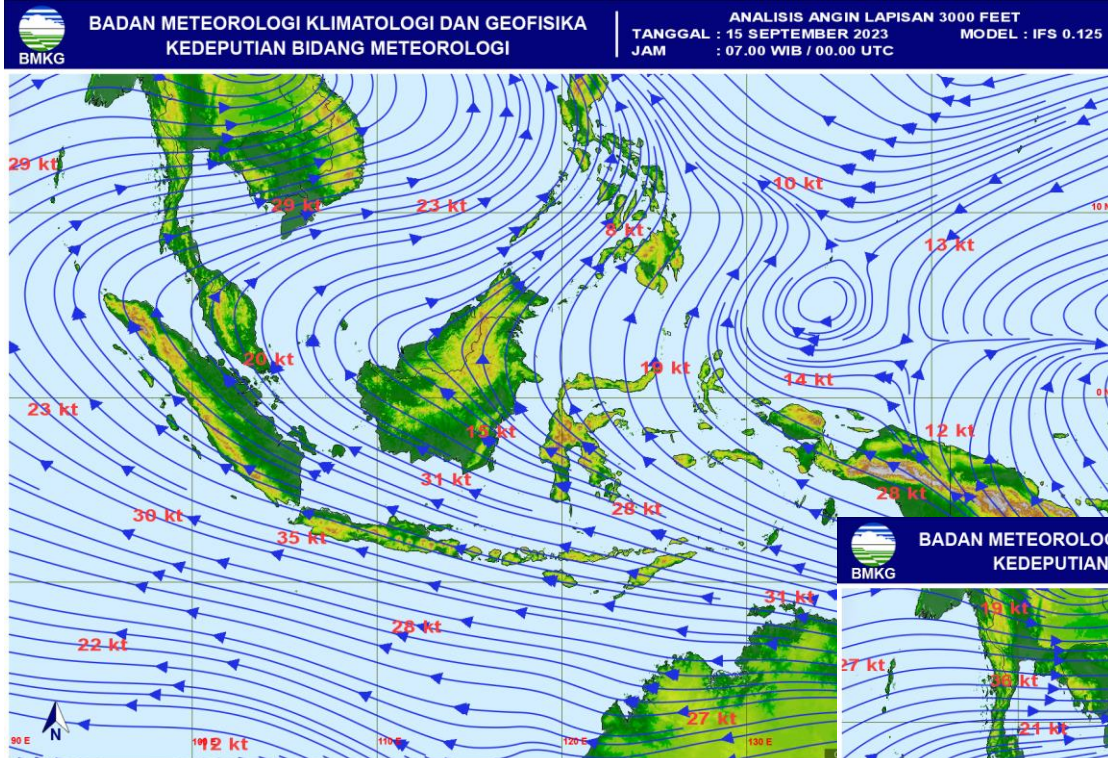 BMKG
BADAN METEOROLOGI KLIMATOLOGI DAN GEOFISIKA
KEDEPUTIAN BIDANG METEOROLOGI
ANALISIS ANGIN LAPISAN 3000 FEET
TANGGAL : 15 SEPTEMBER 2023 MODEL : IFS 0.125
JAM : 07.00 WIB / 00.00 UTC
29 kt
10 kt
29 kt
23 kt
10 N
8 kt
13 kt
20 kt
19 kt
14 kt
0 N
23 kt
15 kt
12 kt
31 kt
28 kt
28 kt
30 kt
35 kt
BMKG
BADAN METEOROLOG
KEDEPUTIAN
31 kt
19 kt
28 kt
22 kt
27 kt
36 kt
27 kt
21 kt
N
90 E
12 kt
110 E
120 E
130 E